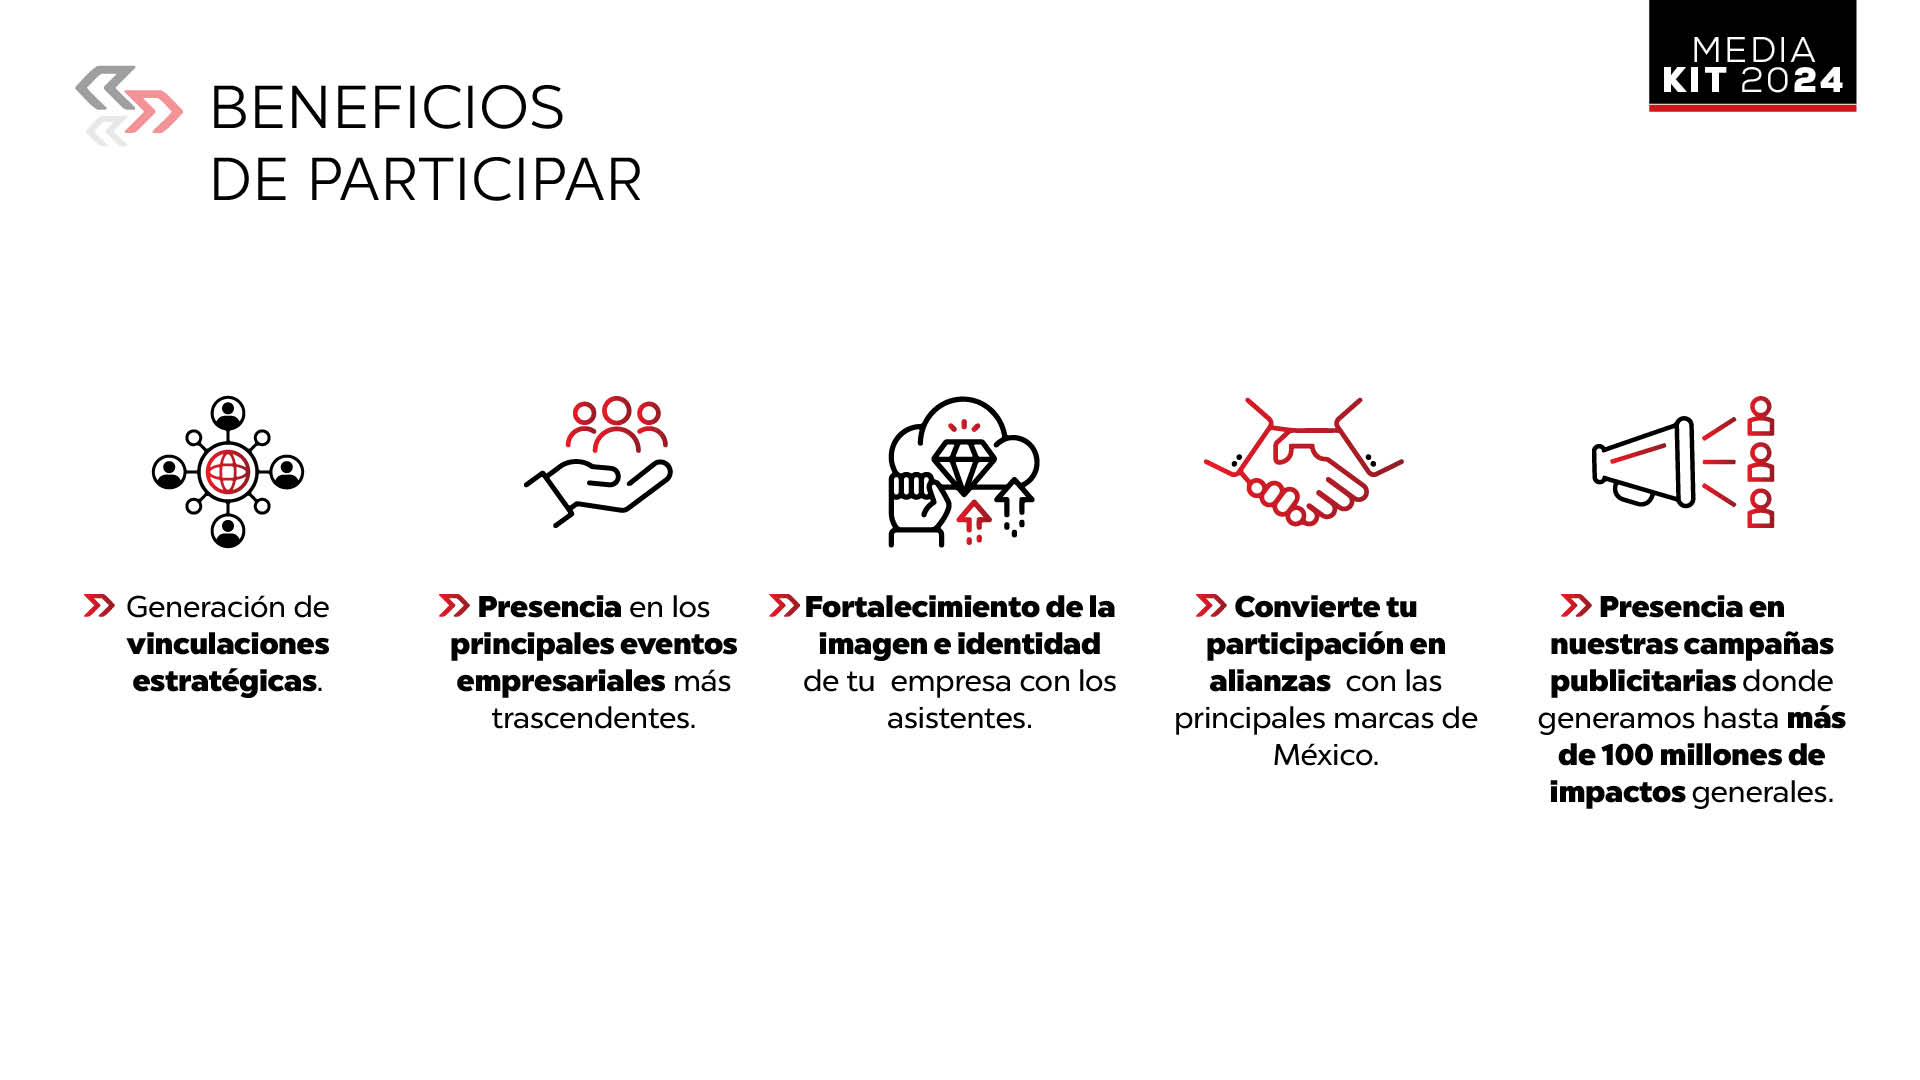 MEDIA
KIT 2024
BENEFICIOS
DE PARTICIPAR
Generación de
vinculaciones
estratégicas.
Presencia en los
principales eventos
empresariales más
trascendentes.
Fortalecimiento de la
imagen e identidad
de tu empresa con los
asistentes.
Convierte tu
participación en
alianzas con las
principales marcas de
México.
Presencia en
nuestras campañas
publicitarias donde
generamos hasta más
de 100 millones de
impactos generales.